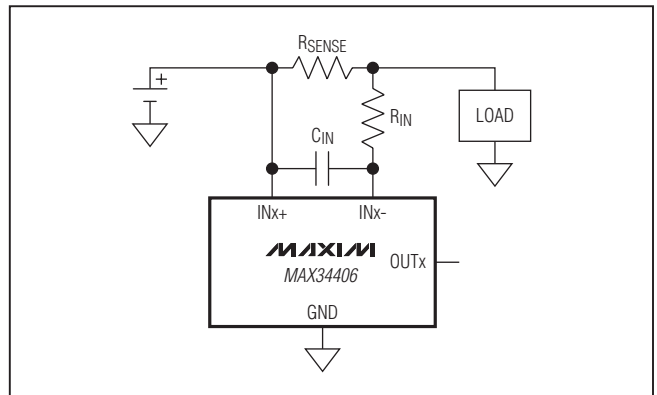 RSENSE
+
RIN
LOAD
CIN
INx+ INx-
MAXIM
OUTx
MAX34406
GND